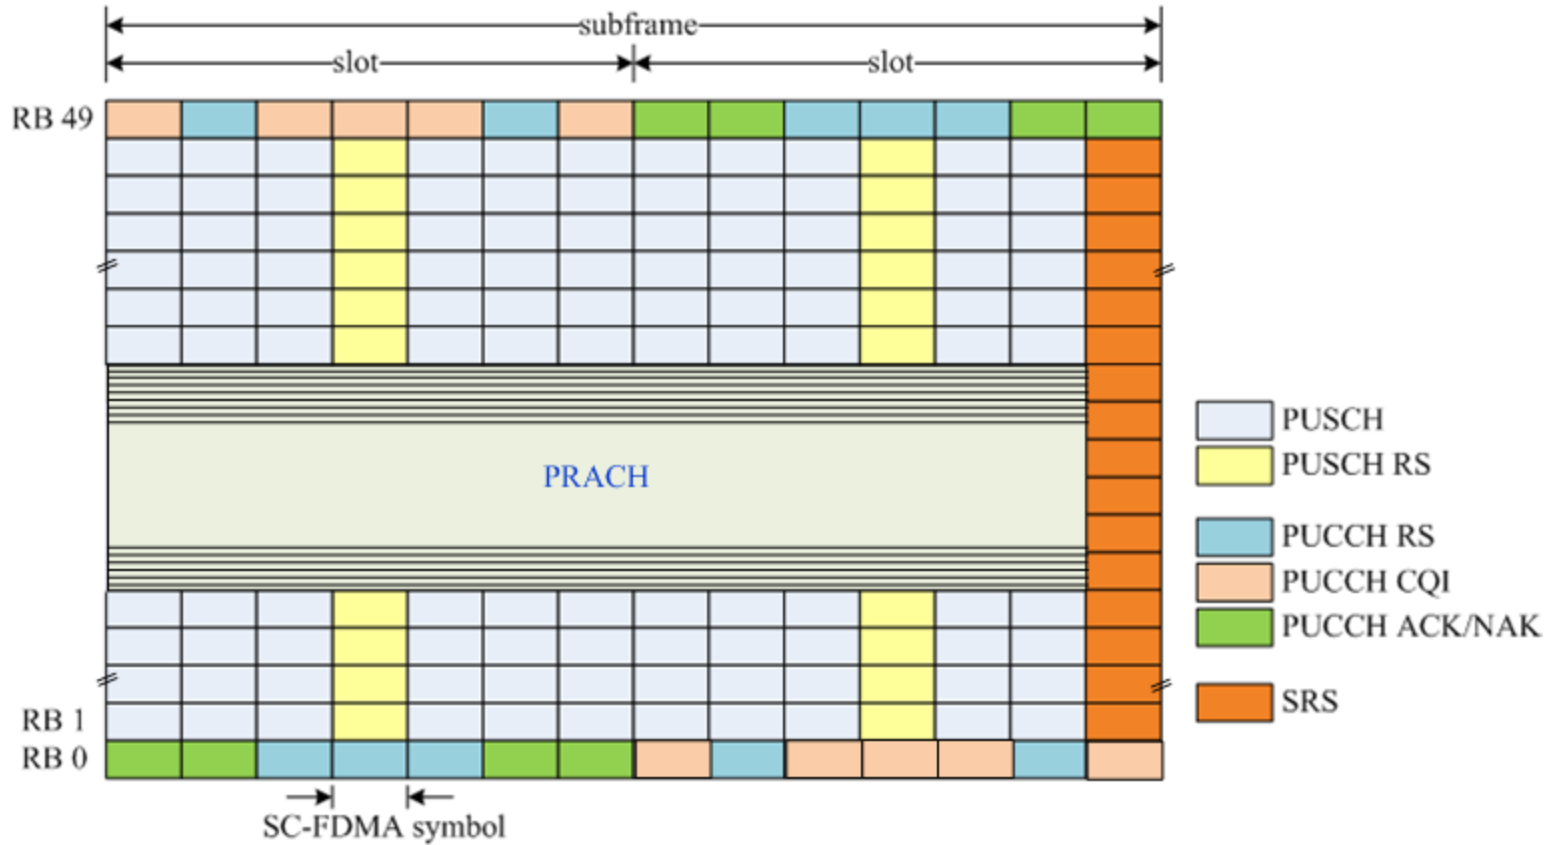 subframe
slot
slot
RB 49
PRACH
RB 1
RB 0
SC-FDMA symbol
PUSCH
PUSCH RS
PUCCH RS
PUCCH CQI
PUCCH ACK/NAK
SRS